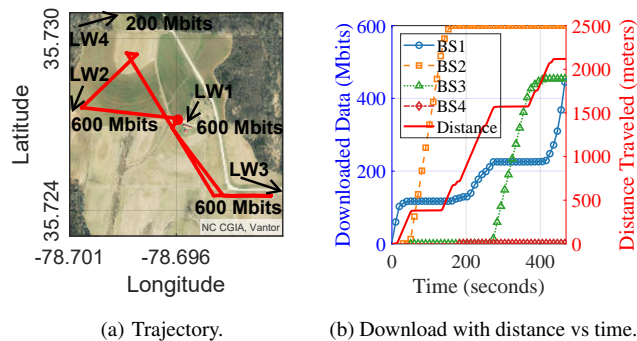 35.730
200 Mbits
LW4
LW2
LW1
600 Mbits
600 Mbits
LW3
600 Mbits
35.724
NC CGIA, Vantor
-78.701
-78.696
Latitude
Longitude
(a) Trajectory.
600
400
200
0
Downloaded Data (Mbits)
BS1
BS2
BS3
BS4
Distance
2500
2000
1500
1000
500
0
Distance Traveled (meters)
0
200
400
Time (seconds)
(b) Download with distance vs time.